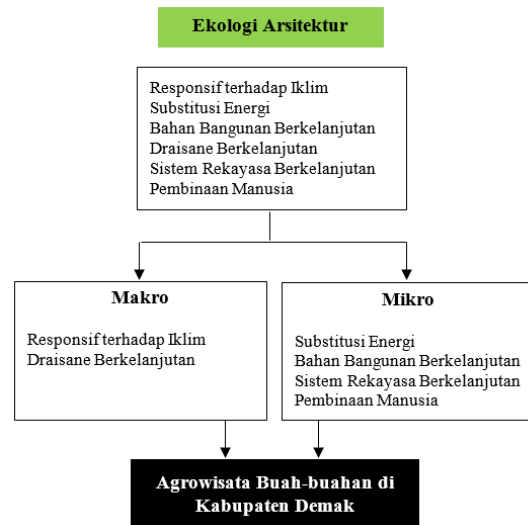 Ekologi Arsitektur
Responsif terhadap Iklim
Substitusi Energi
Bahan Bangunan Berkelanjutan
Draisane Berkelanjutan
Sistem Rekayasa Berkelanjutan
Pembinaan Manusia
Makro
Responsif terhadap Iklim
Draisane Berkelanjutan
Mikro
Substitusi Energi
Bahan Bangunan Berkelanjutan
Sistem Rekayasa Berkelanjutan
Pembinaan Manusia
Agrowisata Buah-buahan di
Kabupaten Demak